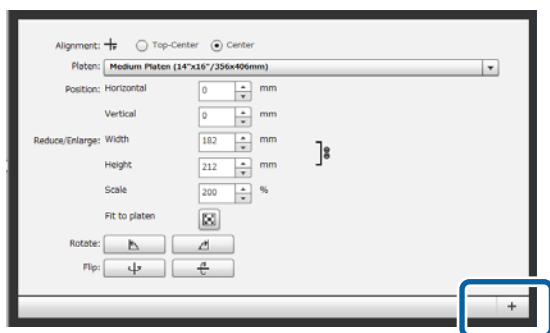 Alignment: Top-Center Center
Platen: Medium Platen (14"x16"/356x406mm)
Position: Horizontal 0 mm
Vertical 0 mm
Reduce/Enlarge: Width 182 mm
Height 212 mm
Scale 200 %
Fit to platen
Rotate:
Flip:
+